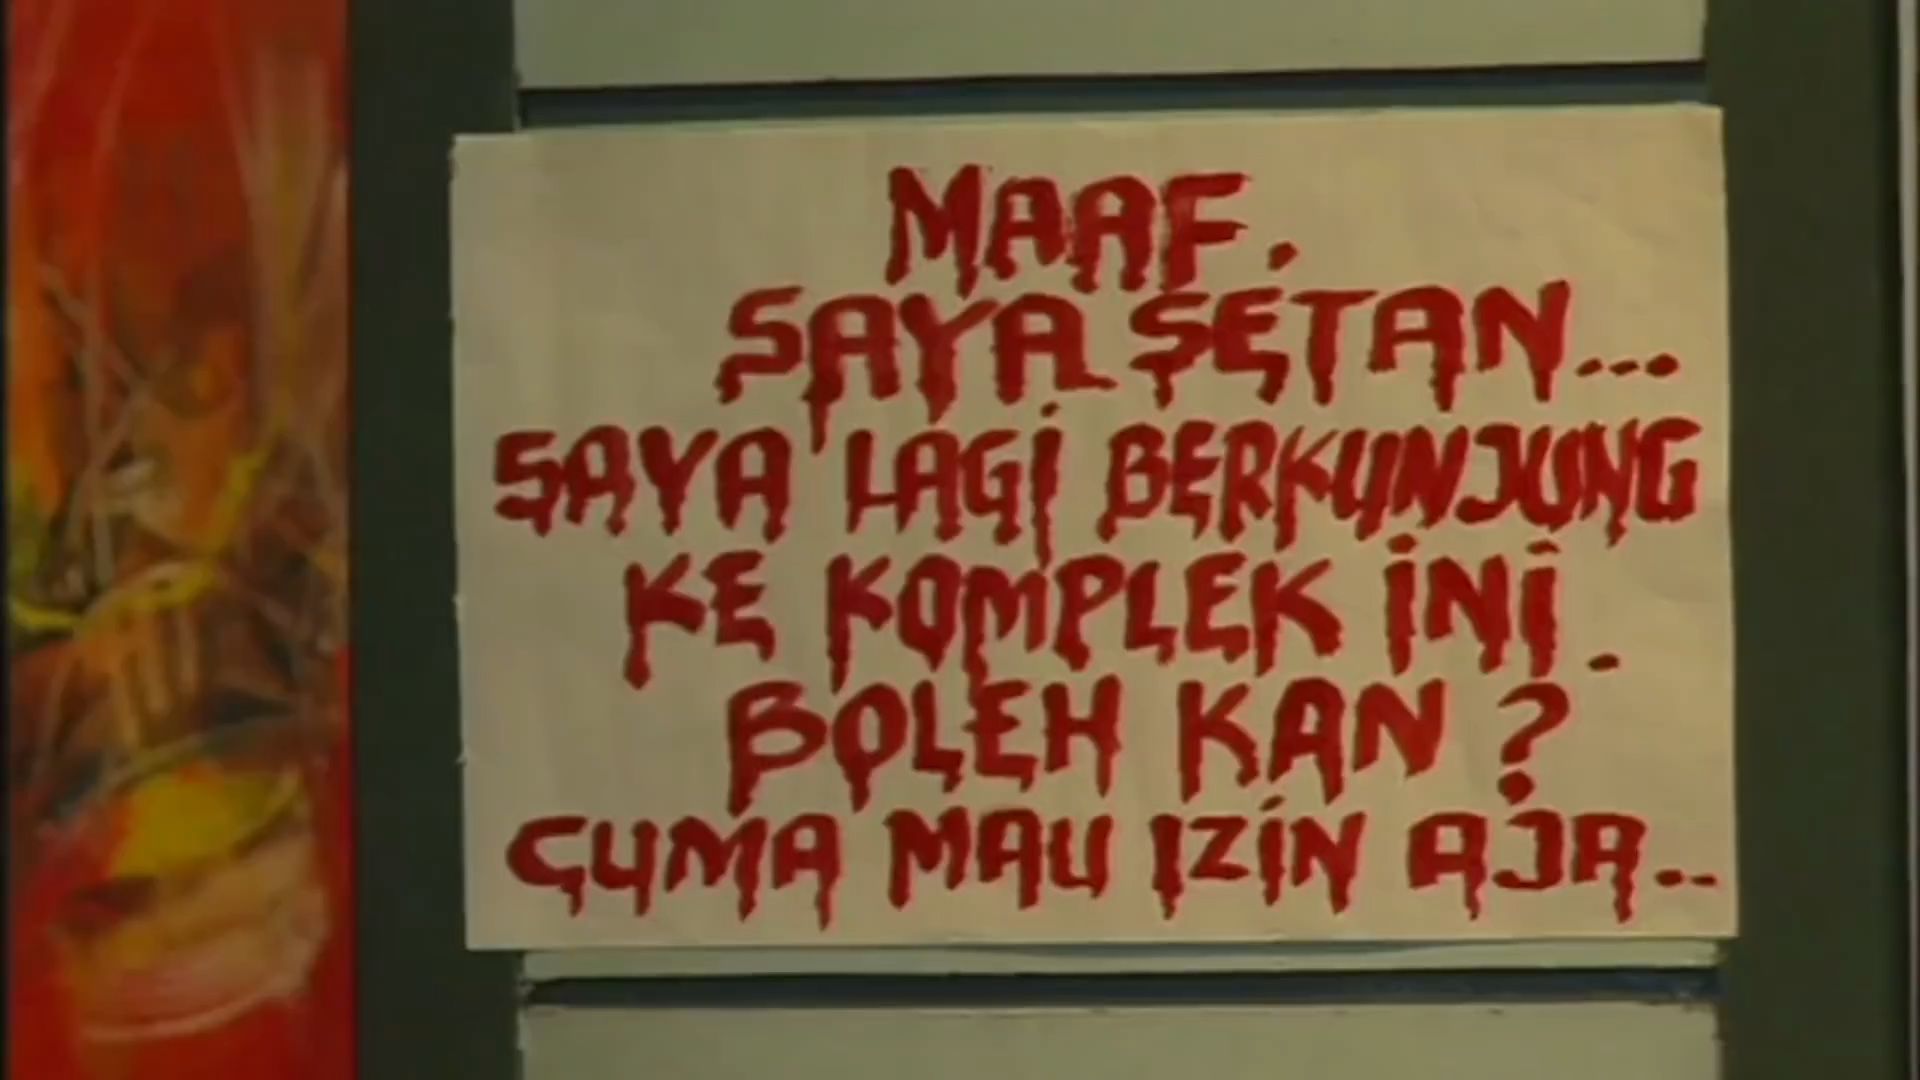 MAAF.
SAYA SETAN...
SAYA LAGI BERKUNJUNG
KE KOMPLEK INI.
BOLEH KAN ?
CUMA MAU IZIN AJA..